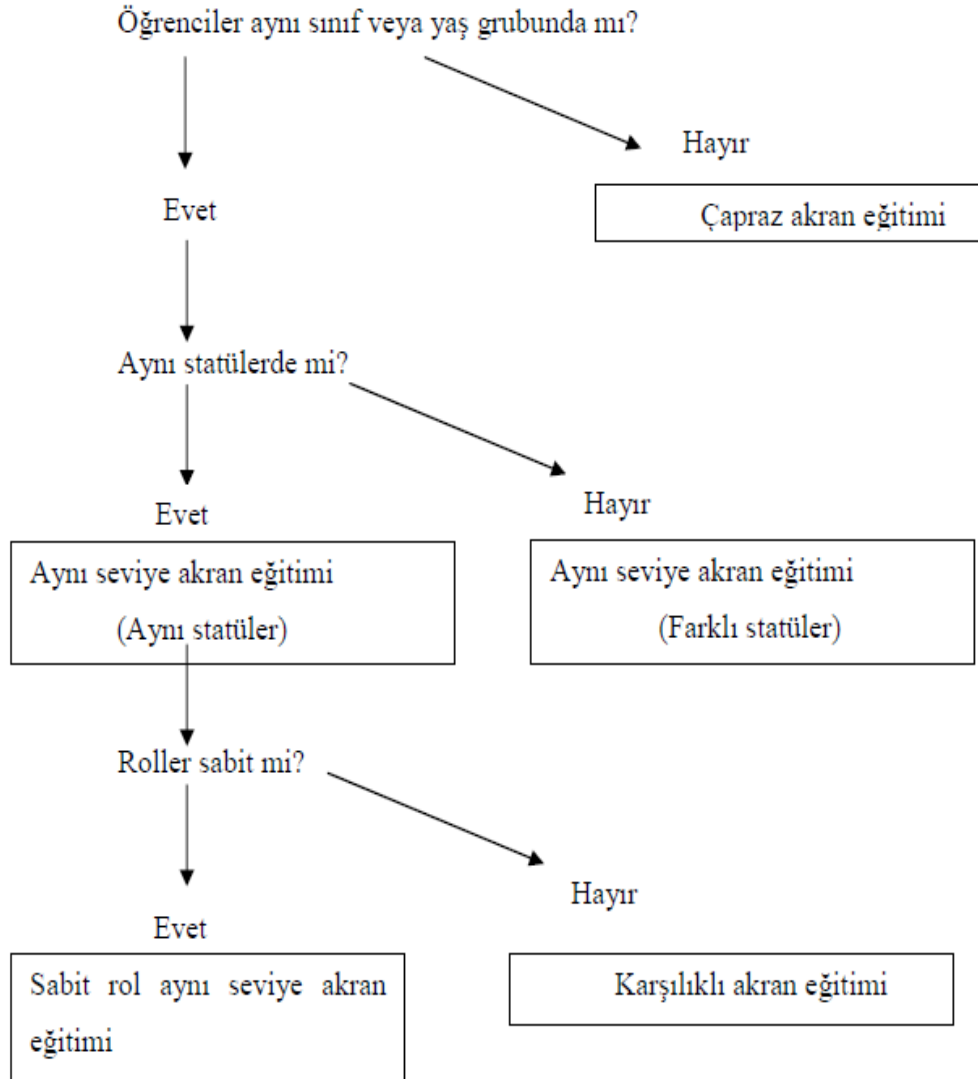 Öğrenciler aynı sınıf veya yaş grubunda mı?
Hayır
Çapraz akran eğitimi
Evet
Aynı statülerde mi?
Evet
Hayır
Aynı seviye akran eğitimi
(Aynı statüler)
Aynı seviye akran eğitimi
(Farklı statüler)
Roller sabit mi?
Hayır
Evet
Sabit rol aynı seviye akran
eğitimi
Karşılıklı akran eğitimi